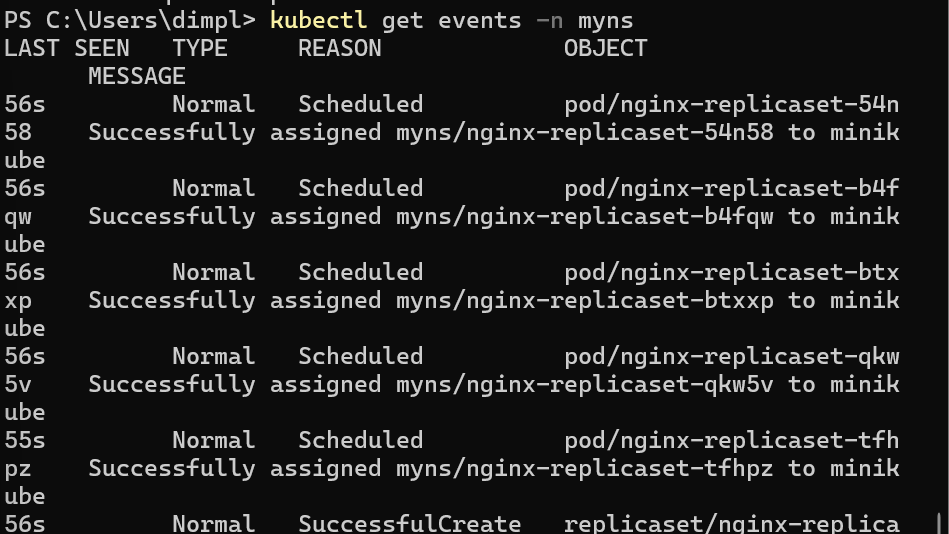 PS C:\Users\dimpl> kubectl get events -n myns
LAST SEEN   TYPE     REASON             OBJECT
      MESSAGE
56s         Normal   Scheduled          pod/nginx-replicaset-54n
58    Successfully assigned myns/nginx-replicaset-54n58 to minik
ube
56s         Normal   Scheduled          pod/nginx-replicaset-b4f
qw    Successfully assigned myns/nginx-replicaset-b4fqw to minik
ube
56s         Normal   Scheduled          pod/nginx-replicaset-btx
xp    Successfully assigned myns/nginx-replicaset-btxxp to minik
ube
56s         Normal   Scheduled          pod/nginx-replicaset-qkw
5v    Successfully assigned myns/nginx-replicaset-qkw5v to minik
ube
55s         Normal   Scheduled          pod/nginx-replicaset-tfh
pz    Successfully assigned myns/nginx-replicaset-tfhpz to minik
ube
56s         Normal   SuccessfulCreate   replicaset/nginx-replica